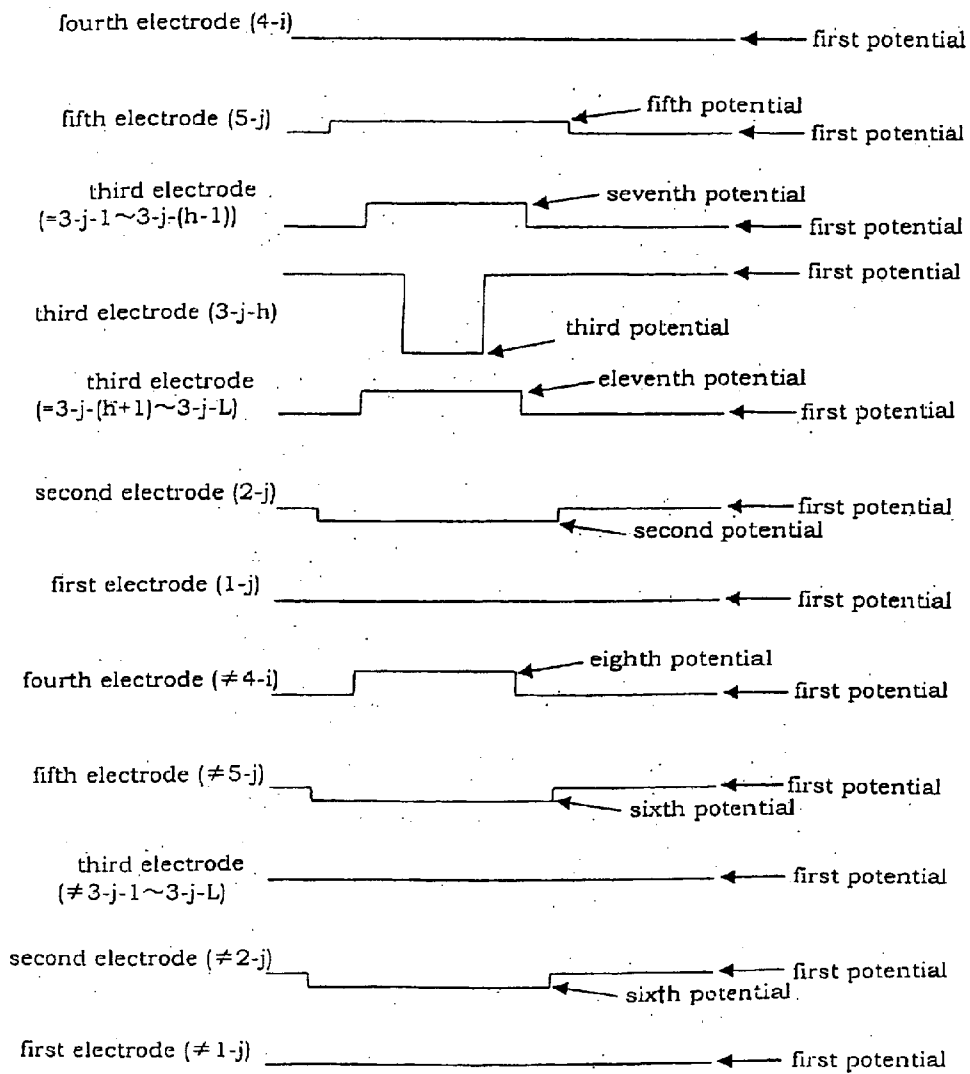 fourth electrode (4-i)
first potential
fifth electrode (5-j)
fifth potential
first potential
third electrode
(=3-j-1~3-j-(h-1))
seventh potential
first potential
first potential
third electrode (3-j-h)
third potential
third electrode
(=3-j-(h+1)~3-j-L)
eleventh potential
first potential
second electrode (2-j)
first potential
second potential
first electrode (1-j)
first potential
eighth potential
fourth electrode (≠4-i)
first potential
fifth electrode (≠5-j)
first potential
sixth potential
third electrode
(≠3-j-1~3-j-L)
first potential
second electrode (≠2-j)
first potential
sixth potential
first electrode (≠1-j)
first potential